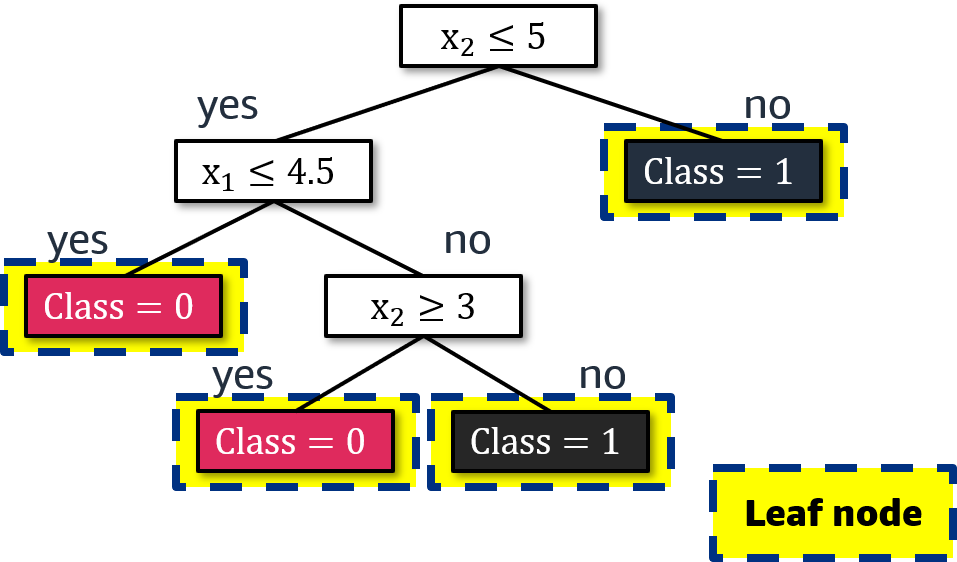 x₂ ≤ 5
yes
no
x₁ ≤ 4.5
Class = 1
yes
no
Class = 0
x₂ ≥ 3
yes
no
Class = 0
Class = 1
Leaf node